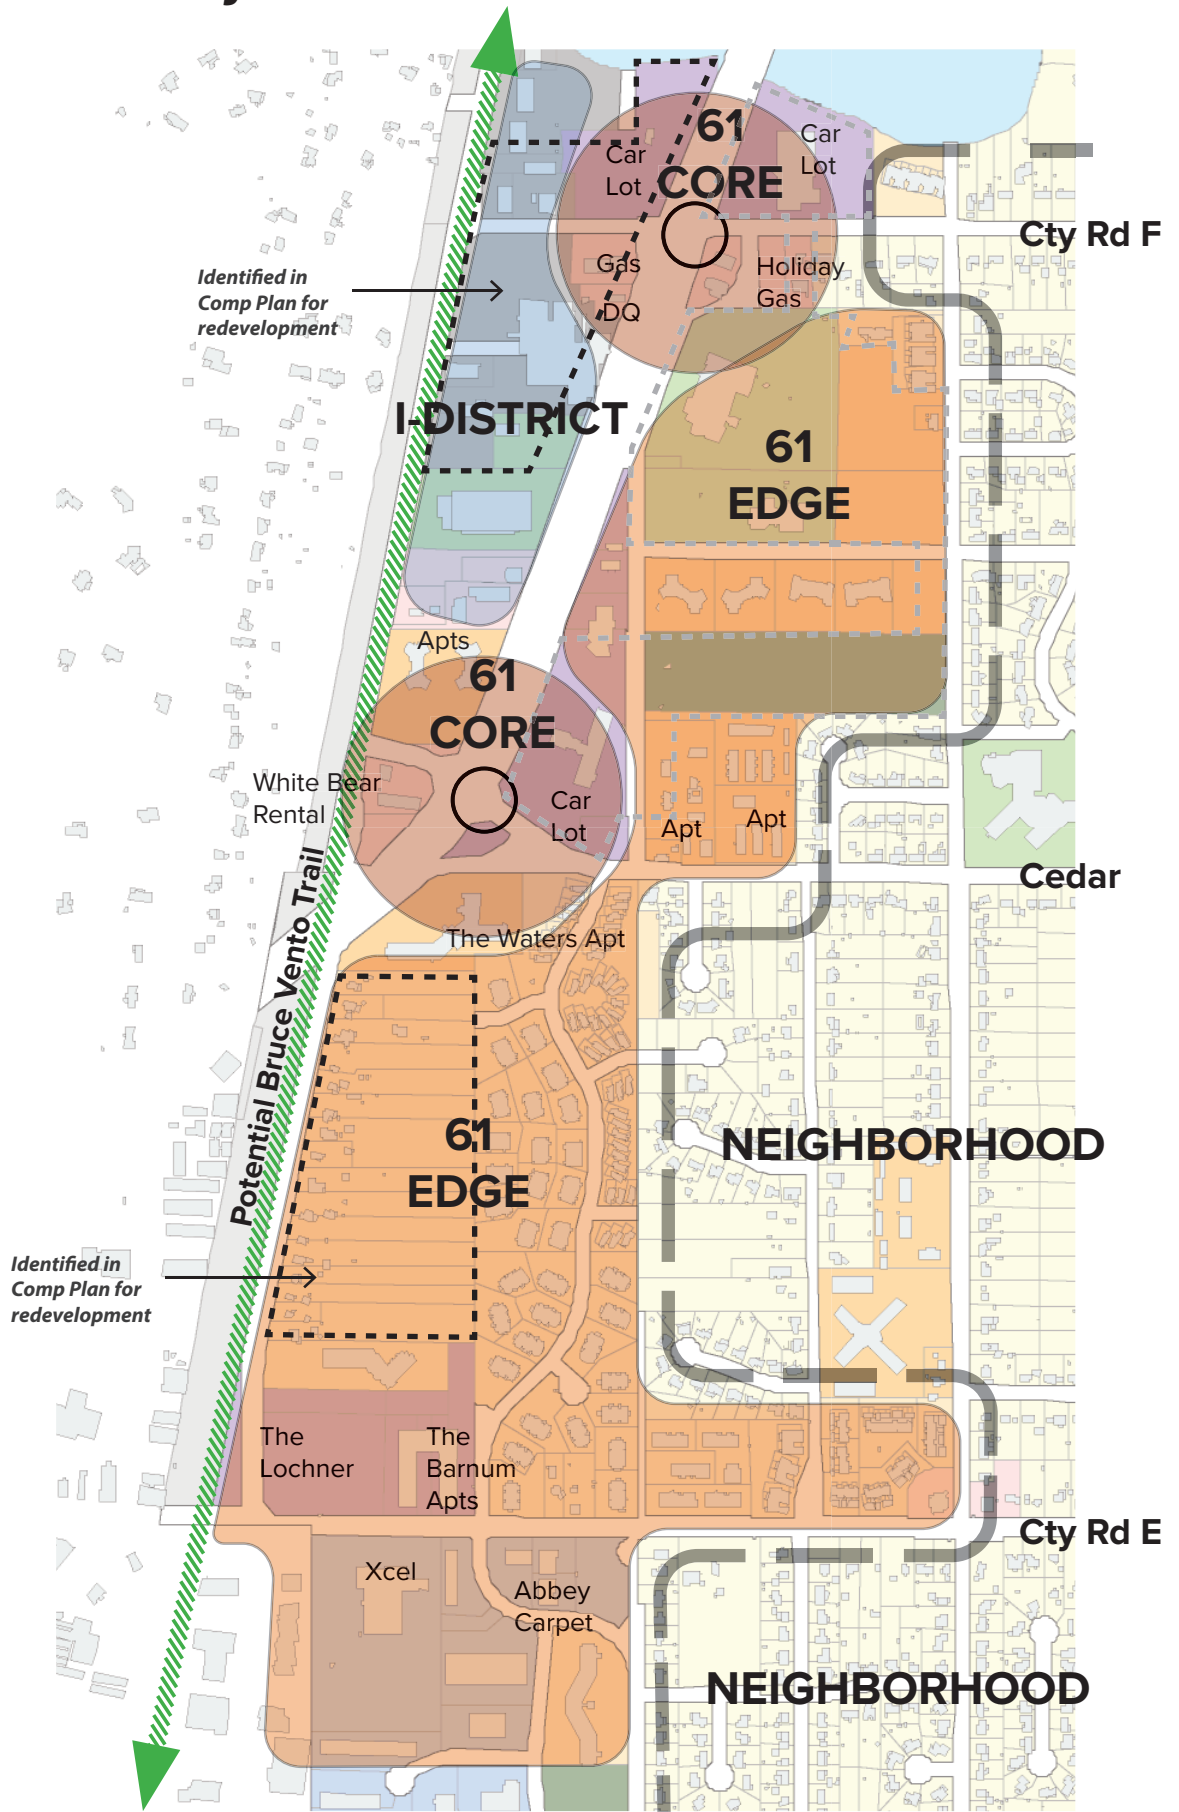 61
CORE
Car
Lot
Car
Lot
Cty Rd F
Identified in
Comp Plan for
redevelopment
Gas
DQ
Holiday
Gas
I-DISTRICT
61
EDGE
Apts
61
CORE
White Bear
Rental
Car
Lot
Apt
Apt
Cedar
The Waters Apt
Potential Bruce Vento Trail
61
EDGE
NEIGHBORHOOD
Identified in
Comp Plan for
redevelopment
The
Lochner
The
Barnum
Apts
Cty Rd E
Xcel
Abbey
Carpet
NEIGHBORHOOD